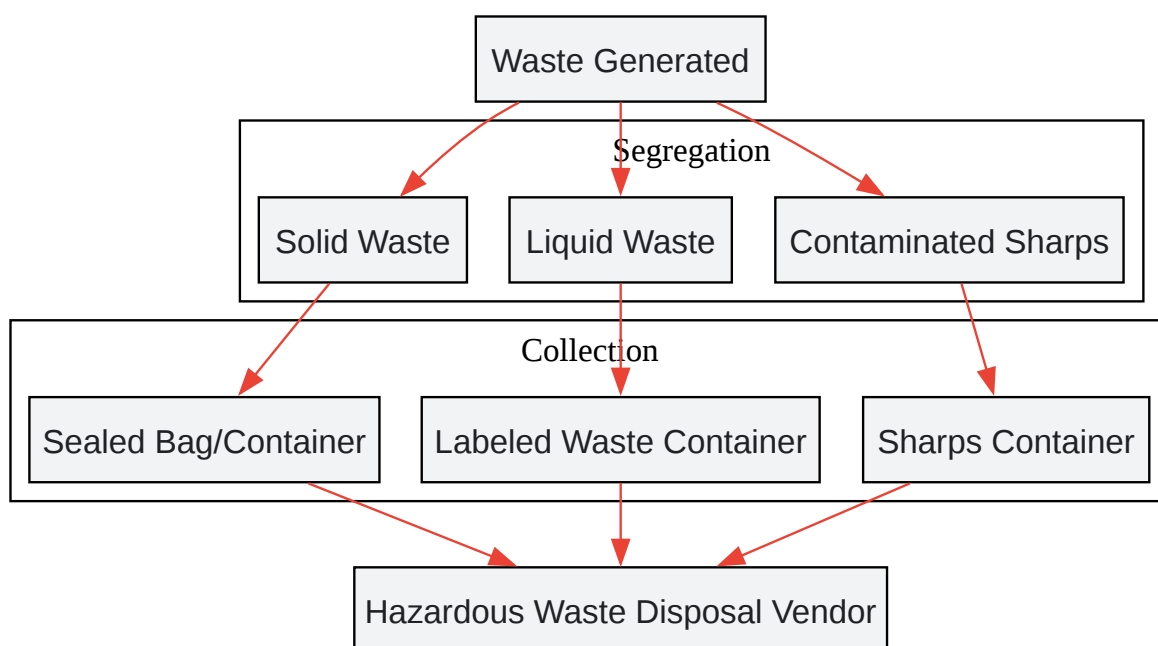 Waste Generated
Segregation
Solid Waste
Liquid Waste
Contaminated Sharps
Collection
Sealed Bag/Container
Labeled Waste Container
Sharps Container
Hazardous Waste Disposal Vendor